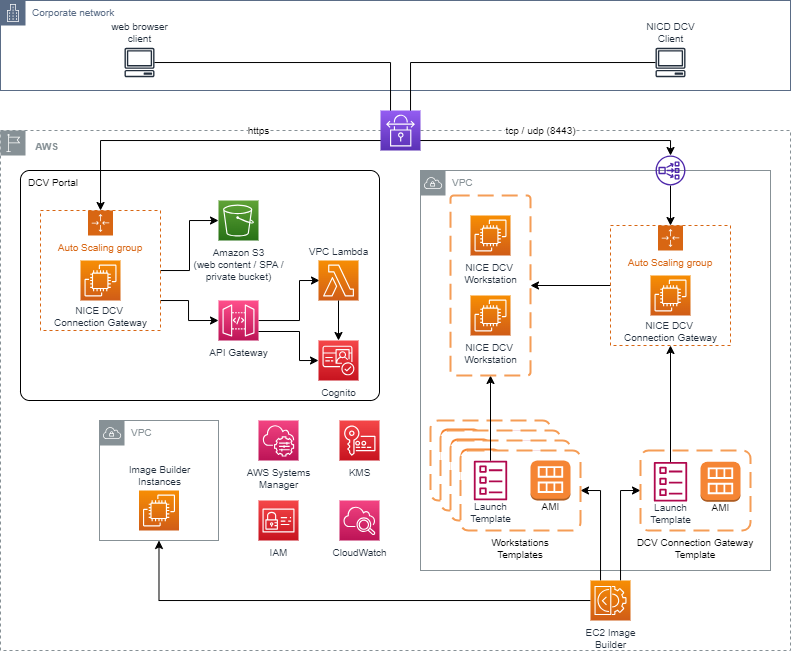 Corporate network
web browser
client
NICD DCV
Client
https
tcp / udp (8443)
AWS
DCV Portal
Auto Scaling group
NICE DCV
Connection Gateway
Amazon S3
(web content / SPA /
private bucket)
API Gateway
VPC Lambda
Cognito
VPC
NICE DCV
Workstation
NICE DCV
Workstation
Auto Scaling group
NICE DCV
Connection Gateway
Launch
Template
AMI
Workstations
Templates
Launch
Template
AMI
DCV Connection Gateway
Template
VPC
Image Builder
Instances
AWS Systems
Manager
KMS
IAM
CloudWatch
EC2 Image
Builder